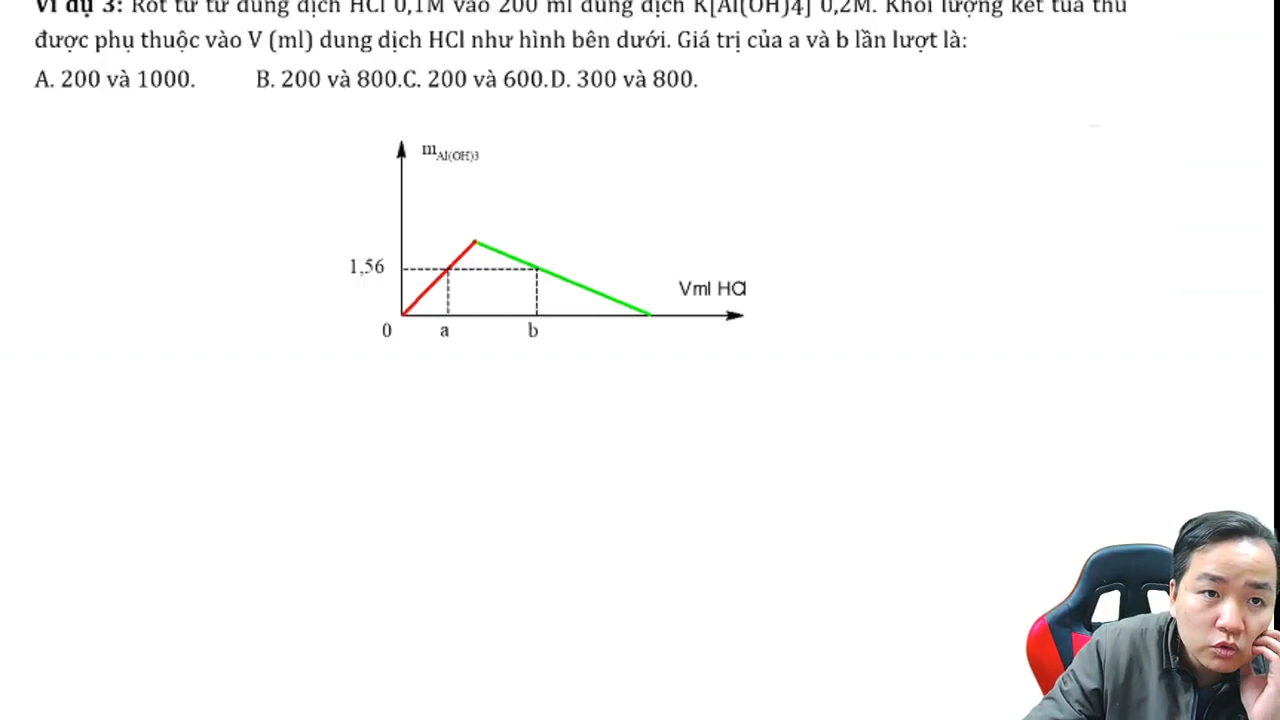 Ví dụ 3: Rót từ từ dung dịch HCl 0,1M vào 200 ml dung dịch K[Al(OH)4] 0,2M. Khối lượng kết tủa thu
được phụ thuộc vào V (ml) dung dịch HCl như hình bên dưới. Giá trị của a và b lần lượt là:
A. 200 và 1000. B. 200 và 800.C. 200 và 600.D. 300 và 800.
mAl(OH)3
1,56
Vml HCl
0 a b